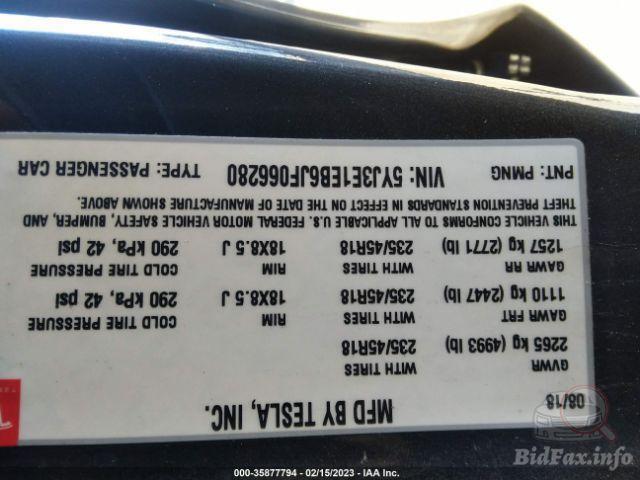 MFD BY TESLA, INC.
08/18
GVWR
2265 kg (4993 lb)
WITH TIRES
235/45R18
GAWR FRT
1110 kg (2447 lb)
WITH TIRES
235/45R18
RIM
18X8.5 J
COLD TIRE PRESSURE
290 kPa, 42 psi
GAWR RR
1257 kg (2771 lb)
WITH TIRES
235/45R18
RIM
18X8.5 J
COLD TIRE PRESSURE
290 kPa, 42 psi
THIS VEHICLE CONFORMS TO ALL APPLICABLE U.S. FEDERAL MOTOR VEHICLE SAFETY, BUMPER, AND
THEFT PREVENTION STANDARDS IN EFFECT ON THE DATE OF MANUFACTURE SHOWN ABOVE.
PNT: PMNG VIN: 5YJ3E1EB6JF066280 TYPE: PASSENGER CAR
BidFax.info
000-35877794 - 02/15/2023 - IAA Inc.